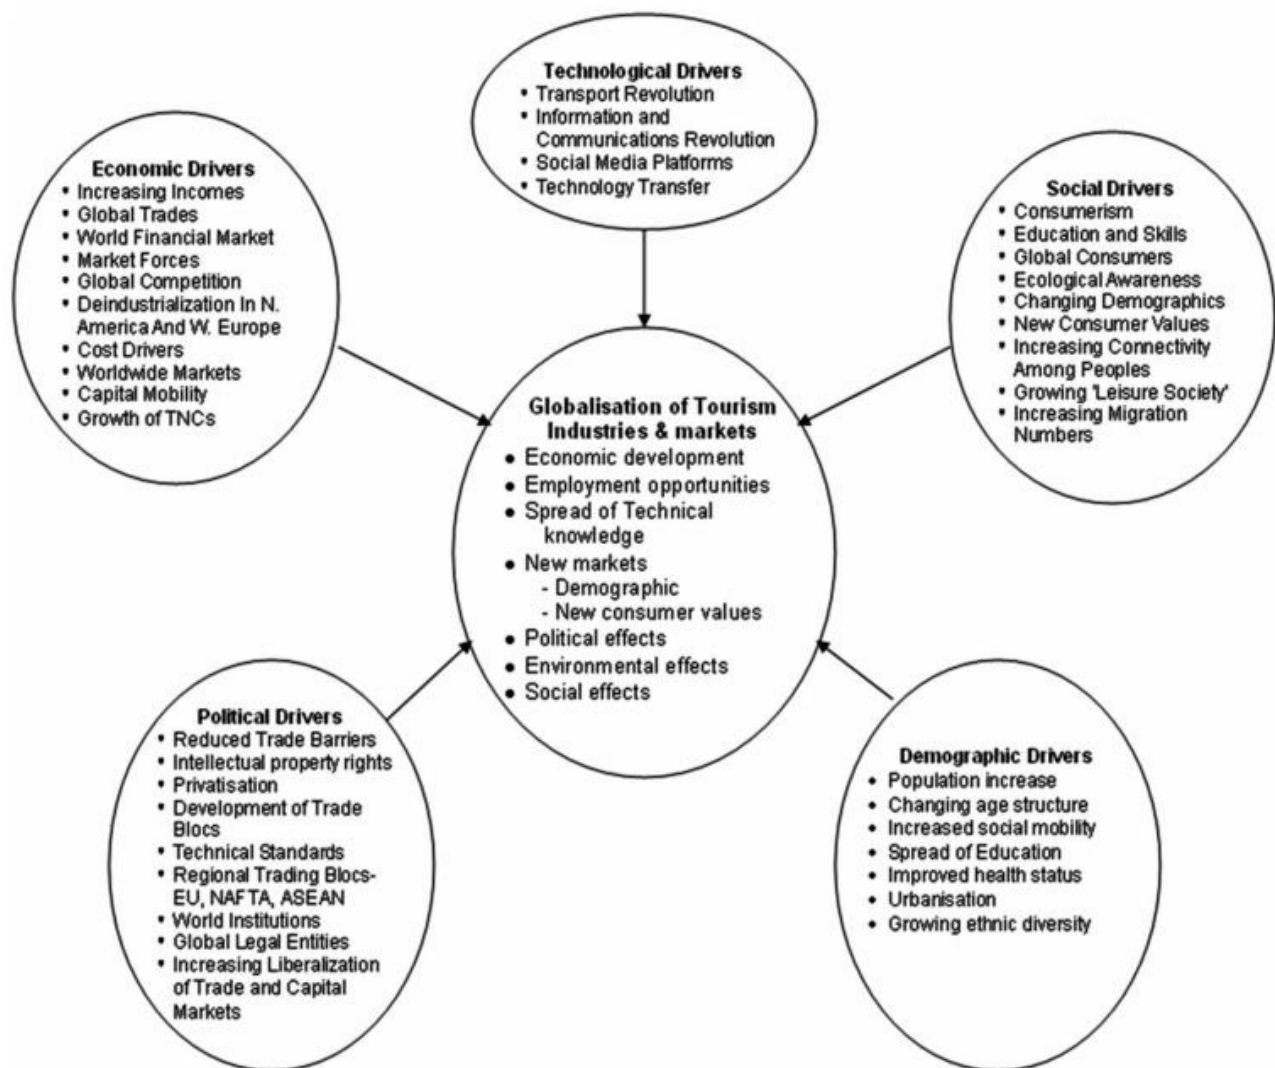 Technological Drivers
• Transport Revolution
• Information and
Communications Revolution
• Social Media Platforms
• Technology Transfer
Economic Drivers
• Increasing Incomes
• Global Trades
• World Financial Market
• Market Forces
• Global Competition
• Deindustrialization In N.
America And W. Europe
• Cost Drivers
• Worldwide Markets
• Capital Mobility
• Growth of TNCs
Social Drivers
• Consumerism
• Education and Skills
• Global Consumers
• Ecological Awareness
• Changing Demographics
• New Consumer Values
• Increasing Connectivity
Among Peoples
• Growing 'Leisure Society'
• Increasing Migration
Numbers
Globalisation of Tourism
Industries & markets
• Economic development
• Employment opportunities
• Spread of Technical
knowledge
• New markets
- Demographic
- New consumer values
• Political effects
• Environmental effects
• Social effects
Political Drivers
• Reduced Trade Barriers
• Intellectual property rights
• Privatisation
• Development of Trade
Blocs
• Technical Standards
• Regional Trading Blocs-
EU, NAFTA, ASEAN
• World Institutions
• Global Legal Entities
• Increasing Liberalization
of Trade and Capital
Markets
Demographic Drivers
• Population increase
• Changing age structure
• Increased social mobility
• Spread of Education
• Improved health status
• Urbanisation
• Growing ethnic diversity